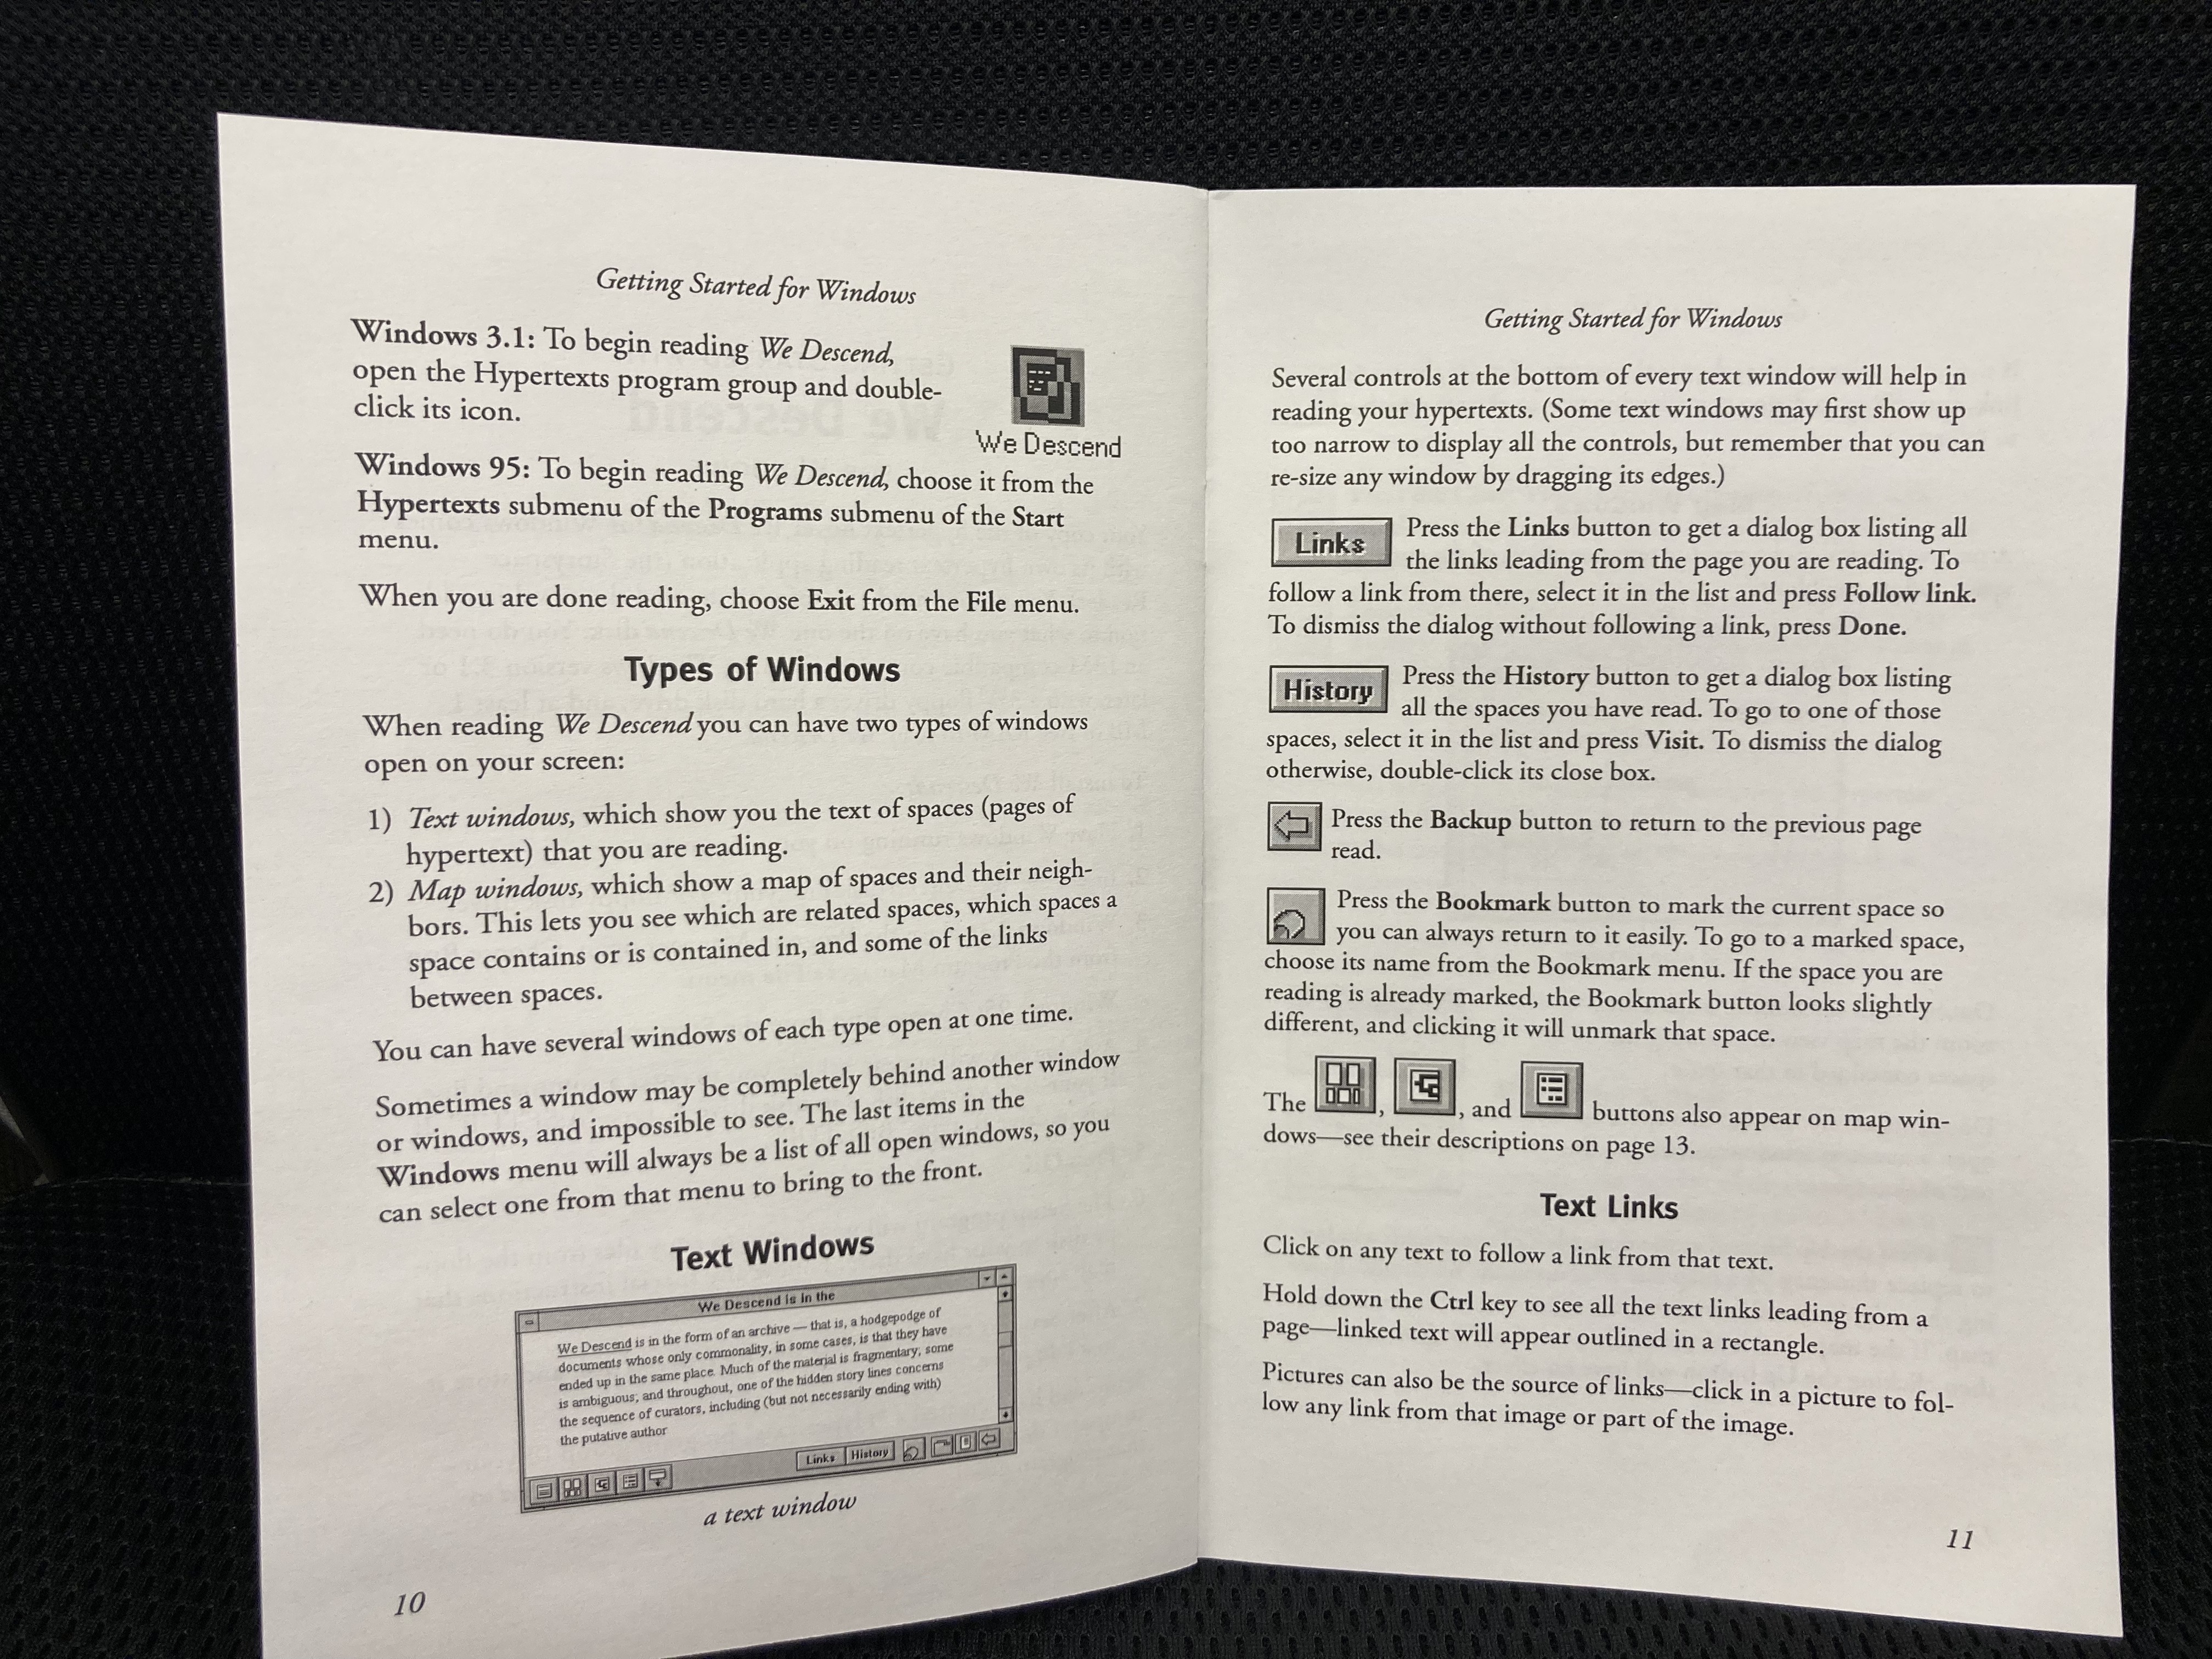 Getting Started for Windows
Windows 3.1: To begin reading We Descend,
open the Hypertexts program group and double-
click its icon.
We Descend
Windows 95: To begin reading We Descend, choose it from the
Hypertexts submenu of the Programs submenu of the Start
menu.
When you are done reading, choose Exit from the File menu.
Types of Windows
When reading We Descend you can have two types of windows
open on your screen:
1) Text windows, which show you the text of spaces (pages of
hypertext) that you are reading.
2) Map windows, which show a map of spaces and their neigh-
bors. This lets you see which are related spaces, which spaces a
space contains or is contained in, and some of the links
between spaces.
You can have several windows of each type open at one time.
Sometimes a window may be completely behind another window
or windows, and impossible to see. The last items in the
Windows menu will always be a list of all open windows, so you
can select one from that menu to bring to the front.
Text Windows
We Descend is in the
We Descend is in the form of an archive — that is, a hodgepodge of
documents whose only commonality, in some cases, is that they have
ended up in the same place. Much of the material is fragmentary; some
is ambiguous; and throughout, one of the hidden story lines concerns
the sequence of curators, including (but not necessarily ending with)
the putative author
Links History
a text window
10
Getting Started for Windows
Several controls at the bottom of every text window will help in
reading your hypertexts. (Some text windows may first show up
too narrow to display all the controls, but remember that you can
re-size any window by dragging its edges.)
Links Press the Links button to get a dialog box listing all
the links leading from the page you are reading. To
follow a link from there, select it in the list and press Follow link.
To dismiss the dialog without following a link, press Done.
History Press the History button to get a dialog box listing
all the spaces you have read. To go to one of those
spaces, select it in the list and press Visit. To dismiss the dialog
otherwise, double-click its close box.
Press the Backup button to return to the previous page
read.
Press the Bookmark button to mark the current space so
you can always return to it easily. To go to a marked space,
choose its name from the Bookmark menu. If the space you are
reading is already marked, the Bookmark button looks slightly
different, and clicking it will unmark that space.
The , , and buttons also appear on map win-
dows—see their descriptions on page 13.
Text Links
Click on any text to follow a link from that text.
Hold down the Ctrl key to see all the text links leading from a
page—linked text will appear outlined in a rectangle.
Pictures can also be the source of links—click in a picture to fol-
low any link from that image or part of the image.
11